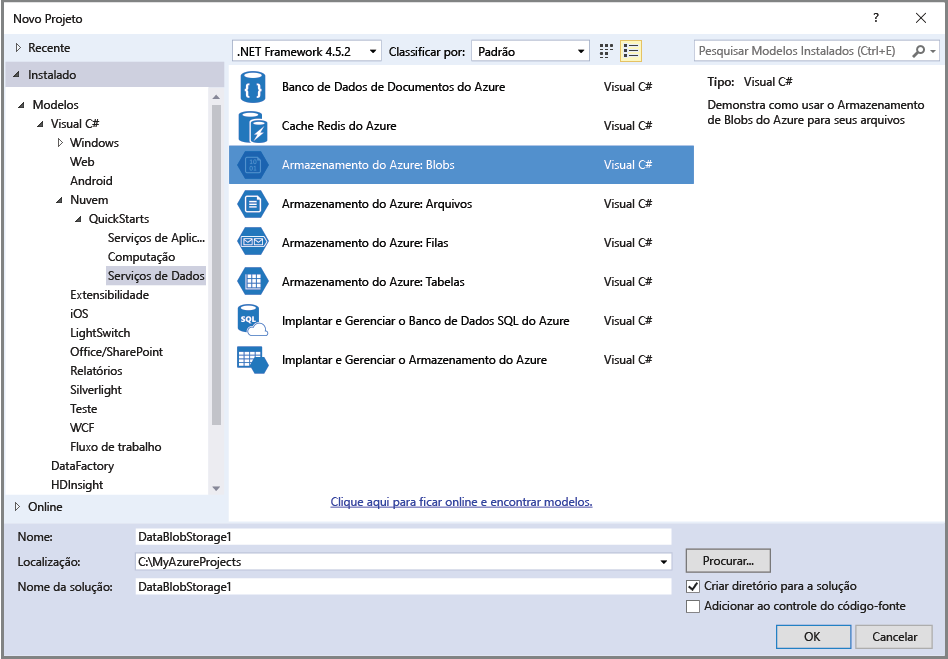 Novo Projeto
?
Recente
Instalado
Modelos
Visual C#
Windows
Web
Android
Nuvem
QuickStarts
Serviços de Aplic...
Computação
Serviços de Dados
Extensibilidade
iOS
LightSwitch
Office/SharePoint
Relatórios
Silverlight
Teste
WCF
Fluxo de trabalho
DataFactory
HDInsight
Online
.NET Framework 4.5.2 Classificar por: Padrão
Pesquisar Modelos Instalados (Ctrl+E)
Banco de Dados de Documentos do Azure Visual C#
Cache Redis do Azure Visual C#
Armazenamento do Azure: Blobs Visual C#
Armazenamento do Azure: Arquivos Visual C#
Armazenamento do Azure: Filas Visual C#
Armazenamento do Azure: Tabelas Visual C#
SQL Implantar e Gerenciar o Banco de Dados SQL do Azure Visual C#
Implantar e Gerenciar o Armazenamento do Azure Visual C#
Clique aqui para ficar online e encontrar modelos.
Tipo: Visual C#
Demonstra como usar o Armazenamento
de Blobs do Azure para seus arquivos
Nome: DataBlobStorage1
Localização: C:\MyAzureProjects Procurar...
Nome da solução: DataBlobStorage1
Criar diretório para a solução
Adicionar ao controle do código-fonte
OK Cancelar